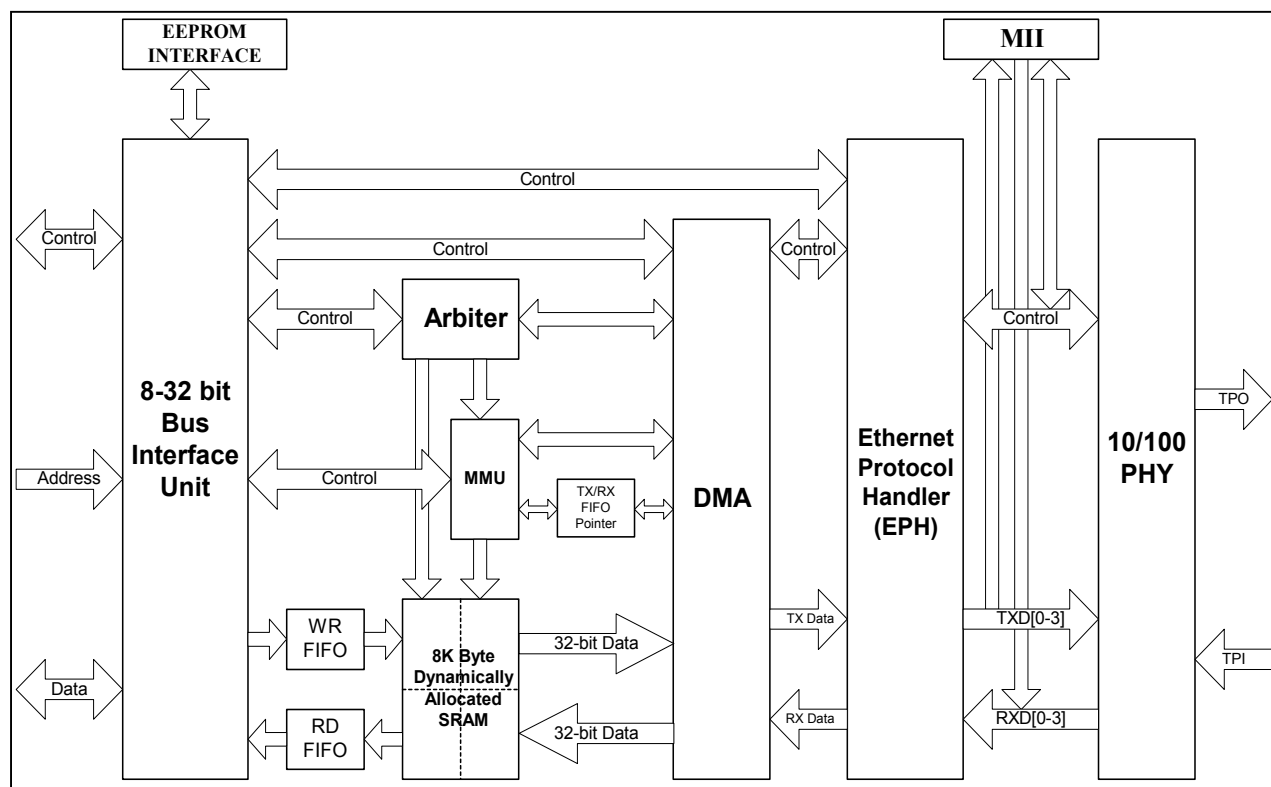 EEPROM
INTERFACE
MII
Control
Control
Control
Control
Control
Arbiter
Control
8-32 bit
Bus
Interface
Unit
Address
Control
MMU
TX/RX
FIFO
Pointer
DMA
Ethernet
Protocol
Handler
(EPH)
10/100
PHY
TPO
WR
FIFO
8K Byte
Dynamically
Allocated
SRAM
32-bit Data
TX Data
TXD[0-3]
TPI
Data
RD
FIFO
32-bit Data
RX Data
RXD[0-3]